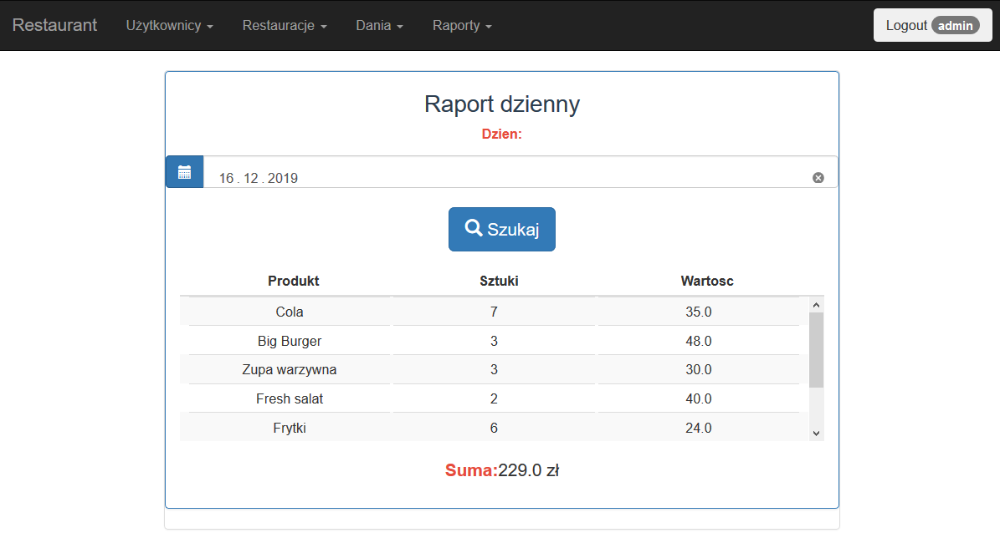 Restaurant Użytkownicy Restauracje Dania Raporty Logout admin
Raport dzienny
Dzien:
16 . 12 . 2019
Szukaj
Produkt Sztuki Wartosc
Cola 7 35.0
Big Burger 3 48.0
Zupa warzywna 3 30.0
Fresh salat 2 40.0
Frytki 6 24.0
Suma:229.0 zł